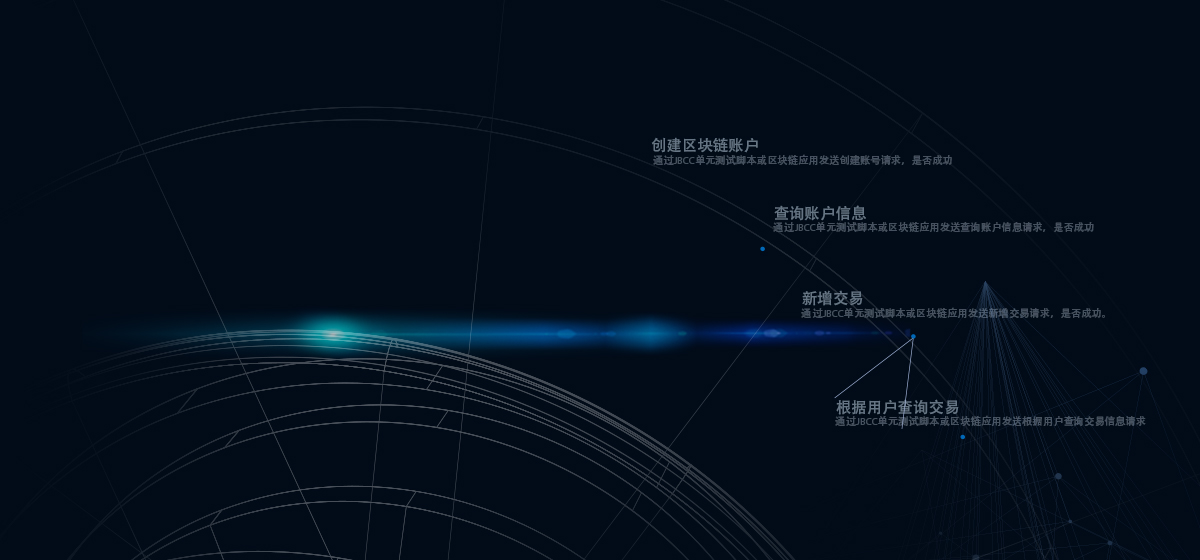 创建区块链账户
通过JBCC单元测试脚本或区块链应用发送创建账号请求，是否成功
查询账户信息
通过JBCC单元测试脚本或区块链应用发送查询账户信息请求，是否成功
新增交易
通过JBCC单元测试脚本或区块链应用发送新增交易请求，是否成功。
根据用户查询交易
通过JBCC单元测试脚本或区块链应用发送根据用户查询交易信息请求